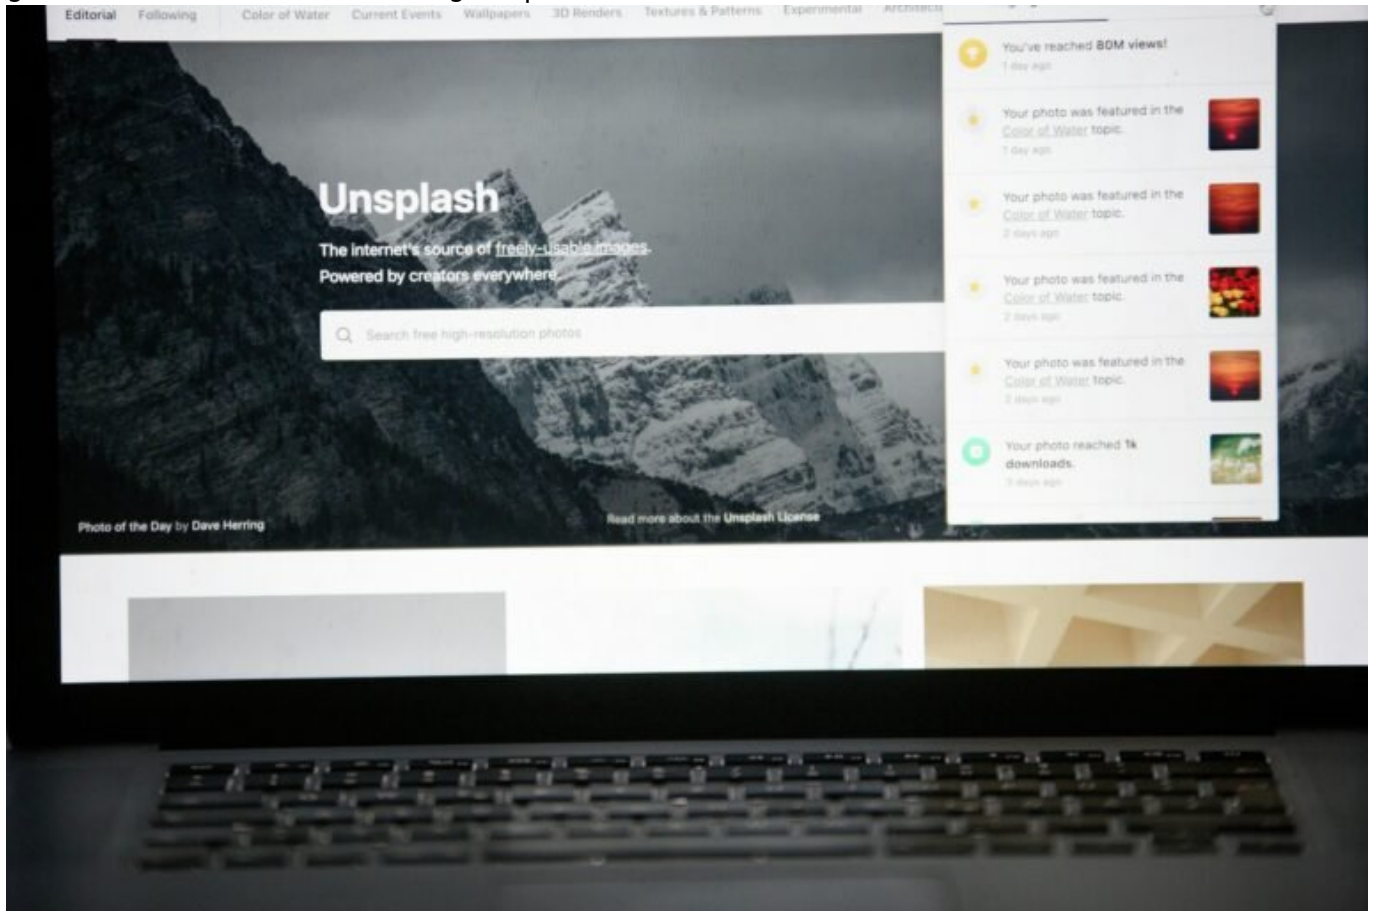 Editorial Following Color of Water Current Events Wallpapers 3D Renders Textures & Patterns Experimental
Unsplash
The internet's source of freely-usable images.
Powered by creators everywhere.
Search free high-resolution photos
Photo of the Day by Dave Herring
Read more about the Unsplash License
You've reached 80M views!
1 day ago
Your photo was featured in the
Color of Water topic.
1 day ago
Your photo was featured in the
Color of Water topic.
2 days ago
Your photo was featured in the
Color of Water topic.
2 days ago
Your photo was featured in the
Color of Water topic.
2 days ago
Your photo reached 1k
downloads.
3 days ago